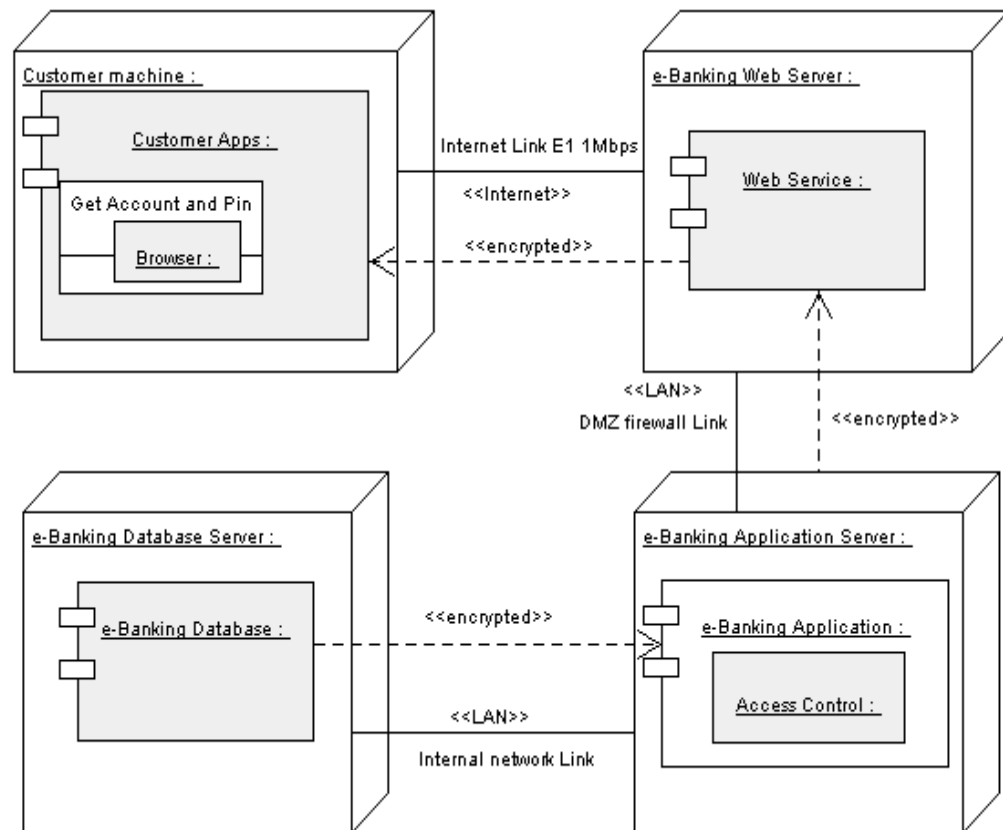 Customer machine :
Customer Apps :
Get Account and Pin
Browser :
Internet Link E1 1Mbps
<<Internet>>
<<encrypted>>
e-Banking Web Server :
Web Service :
<<LAN>>
DMZ firewall Link
<<encrypted>>
e-Banking Database Server :
e-Banking Database :
<<encrypted>>
<<LAN>>
Internal network Link
e-Banking Application Server :
e-Banking Application :
Access Control :